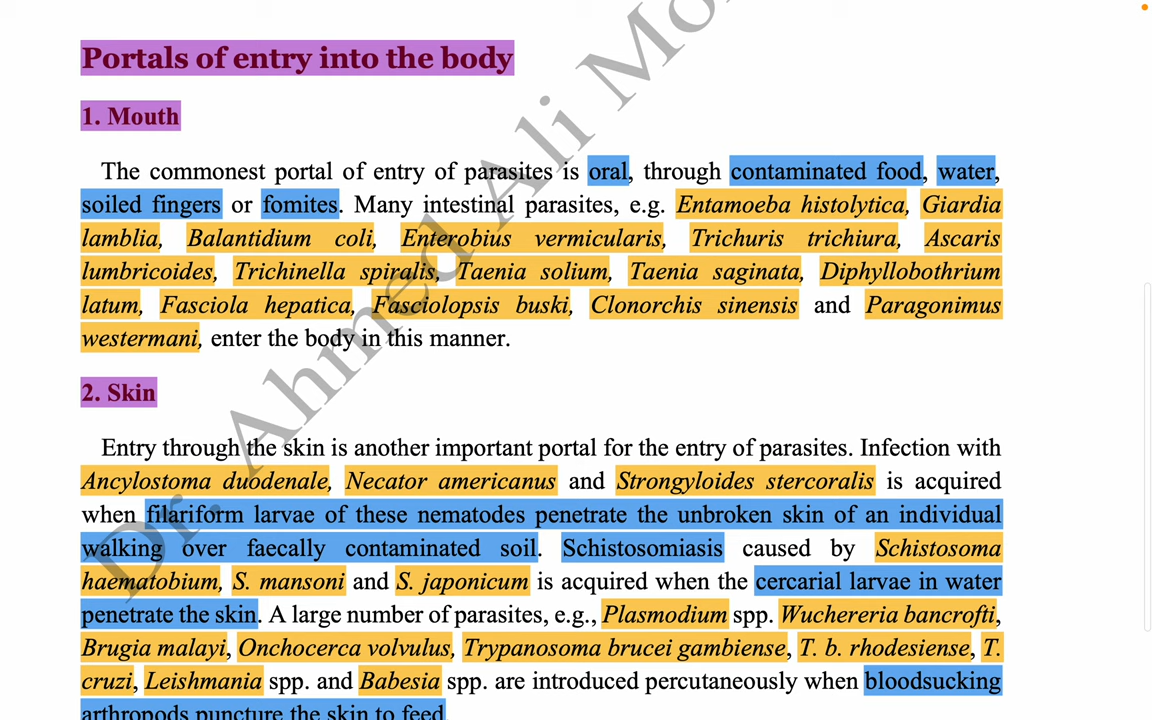 Portals of entry into the body
1. Mouth
The commonest portal of entry of parasites is oral, through contaminated food, water,
soiled fingers or fomites. Many intestinal parasites, e.g. Entamoeba histolytica, Giardia
lamblia, Balantidium coli, Enterobius vermicularis, Trichuris trichiura, Ascaris
lumbricoides, Trichinella spiralis, Taenia solium, Taenia saginata, Diphyllobothrium
latum, Fasciola hepatica, Fasciolopsis buski, Clonorchis sinensis and Paragonimus
westermani, enter the body in this manner.
2. Skin
Entry through the skin is another important portal for the entry of parasites. Infection with
Ancylostoma duodenale, Necator americanus and Strongyloides stercoralis is acquired
when filariform larvae of these nematodes penetrate the unbroken skin of an individual
walking over faecally contaminated soil. Schistosomiasis caused by Schistosoma
haematobium, S. mansoni and S. japonicum is acquired when the cercarial larvae in water
penetrate the skin. A large number of parasites, e.g., Plasmodium spp. Wuchereria bancrofti,
Brugia malayi, Onchocerca volvulus, Trypanosoma brucei gambiense, T. b. rhodesiense, T.
cruzi, Leishmania spp. and Babesia spp. are introduced percutaneously when bloodsucking
arthropods puncture the skin to feed
Dr. Ahmed Ali